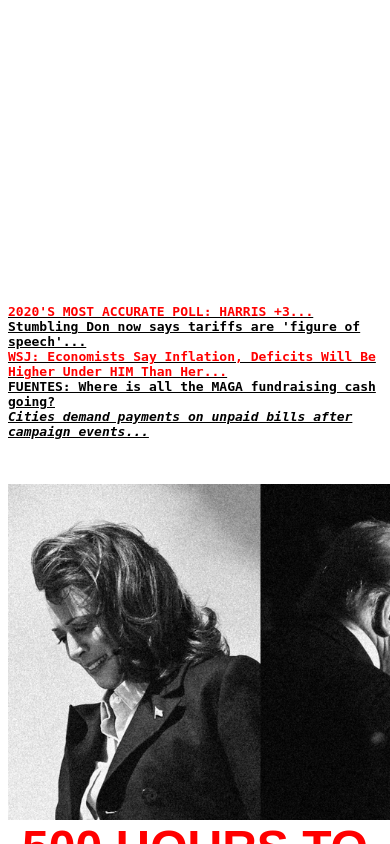 2020'S MOST ACCURATE POLL: HARRIS +3...
Stumbling Don now says tariffs are 'figure of
speech'...
WSJ: Economists Say Inflation, Deficits Will Be
Higher Under HIM Than Her...
FUENTES: Where is all the MAGA fundraising cash
going?
Cities demand payments on unpaid bills after
campaign events...
500 HOURS TO